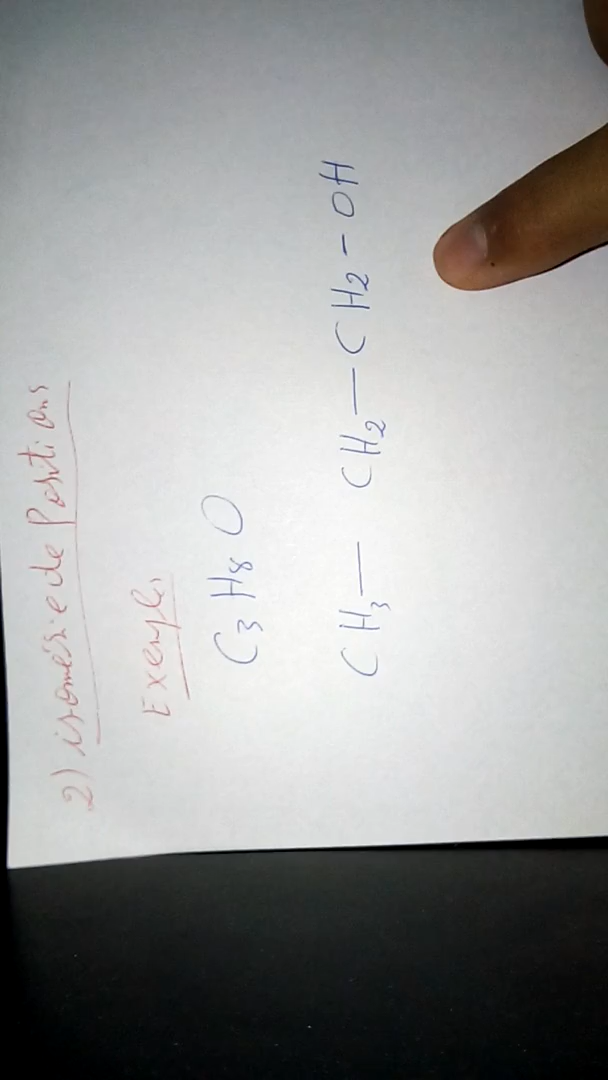 2) isomérie de Positions
Exemple
C3H8O
CH3— CH2—CH2-OH